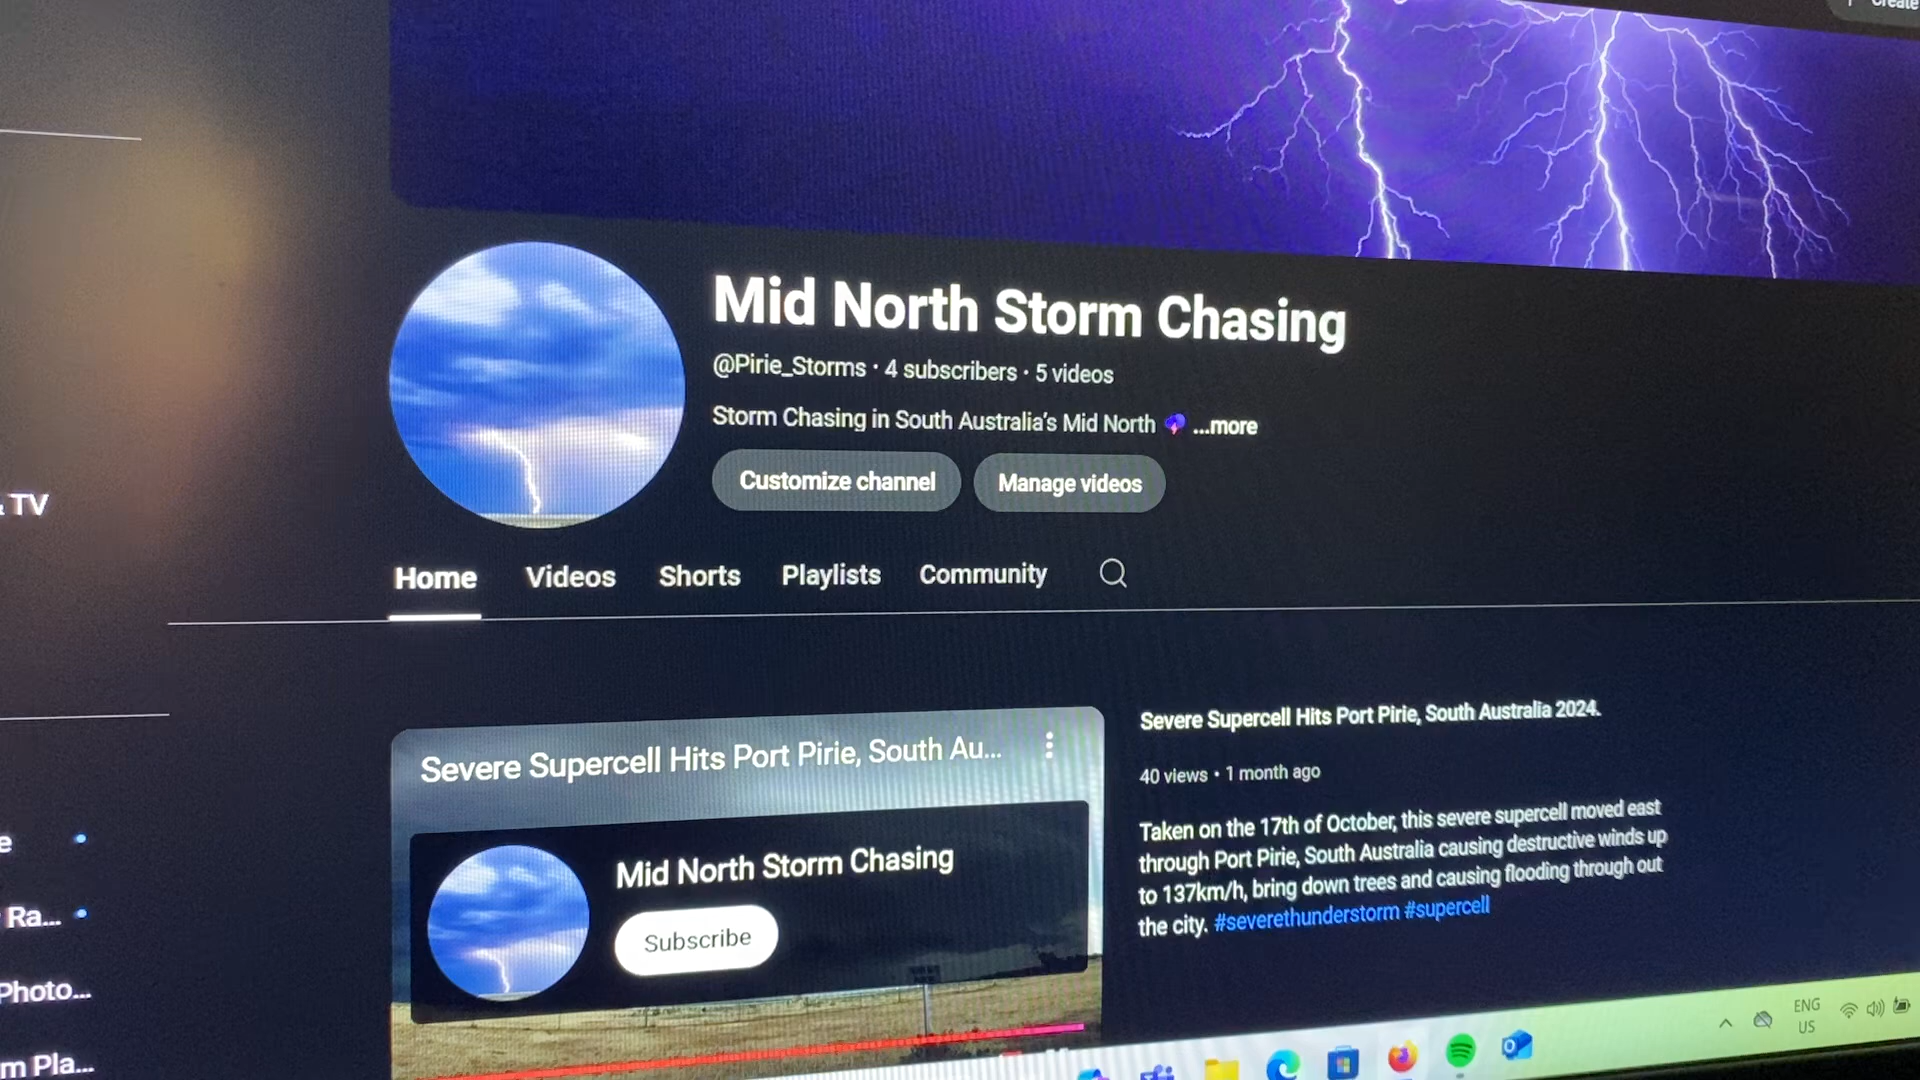 Create
Mid North Storm Chasing
@Pirie_Storms · 4 subscribers · 5 videos
Storm Chasing in South Australia's Mid North ...more
Customize channel Manage videos
TV
Home Videos Shorts Playlists Community
Severe Supercell Hits Port Pirie, South Au...
Mid North Storm Chasing
Subscribe
Severe Supercell Hits Port Pirie, South Australia 2024.
40 views · 1 month ago
Taken on the 17th of October, this severe supercell moved east
through Port Pirie, South Australia causing destructive winds up
to 137km/h, bring down trees and causing flooding through out
the city. #severethunderstorm #supercell
e
Ra...
Photo...
m Pla...
ENG
US